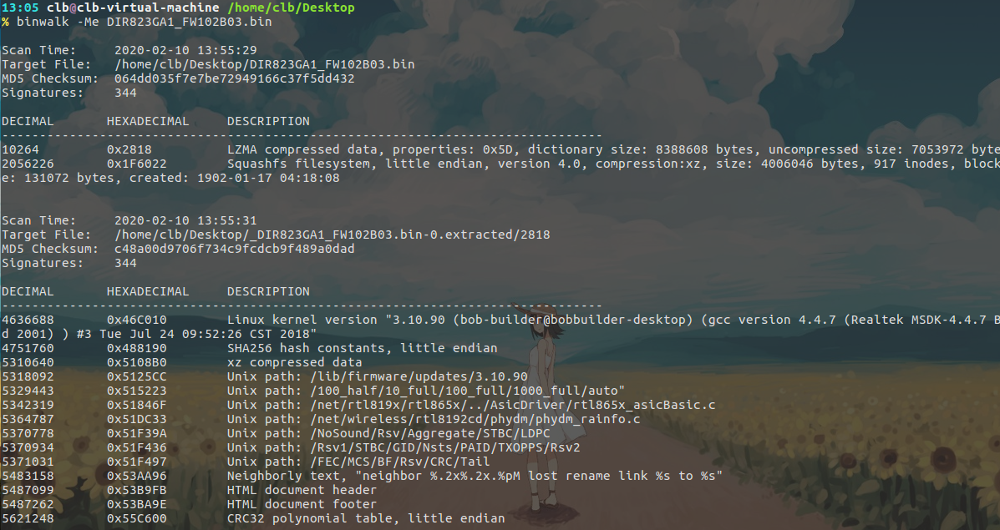 13:05 clb@clb-virtual-machine /home/clb/Desktop
% binwalk -Me DIR823GA1_FW102B03.bin
Scan Time:     2020-02-10 13:55:29
Target File:   /home/clb/Desktop/DIR823GA1_FW102B03.bin
MD5 Checksum:  064dd035f7e7be72949166c37f5dd432
Signatures:    344
DECIMAL       HEXADECIMAL     DESCRIPTION
--------------------------------------------------------------------------------
10264         0x2818          LZMA compressed data, properties: 0x5D, dictionary size: 8388608 bytes, uncompressed size: 7053972 byte
2056226       0x1F6022        Squashfs filesystem, little endian, version 4.0, compression:xz, size: 4006046 bytes, 917 inodes, block
e: 131072 bytes, created: 1902-01-17 04:18:08
Scan Time:     2020-02-10 13:55:31
Target File:   /home/clb/Desktop/_DIR823GA1_FW102B03.bin-0.extracted/2818
MD5 Checksum:  c48a00d9706f734c9fcdcb9f489a0dad
Signatures:    344
DECIMAL       HEXADECIMAL     DESCRIPTION
--------------------------------------------------------------------------------
4636688       0x46C010        Linux kernel version "3.10.90 (bob-builder@bobbuilder-desktop) (gcc version 4.4.7 (Realtek MSDK-4.4.7 B
d 2001) ) #3 Tue Jul 24 09:52:26 CST 2018"
4751760       0x488190        SHA256 hash constants, little endian
5310640       0x5108B0        xz compressed data
5318092       0x5125CC        Unix path: /lib/firmware/updates/3.10.90
5329443       0x515223        Unix path: /100_half/10_full/100_full/1000_full/auto"
5342319       0x51846F        Unix path: /net/rtl819x/rtl865x/../AsicDriver/rtl865x_asicBasic.c
5364787       0x51DC33        Unix path: /net/wireless/rtl8192cd/phydm/phydm_rainfo.c
5370778       0x51F39A        Unix path: /NoSound/Rsv/Aggregate/STBC/LDPC
5370934       0x51F436        Unix path: /Rsv1/STBC/GID/Nsts/PAID/TXOPPS/Rsv2
5371031       0x51F497        Unix path: /FEC/MCS/BF/Rsv/CRC/Tail
5483158       0x53AA96        Neighborly text, "neighbor %.2x%.2x.%pM lost rename link %s to %s"
5487099       0x53B9FB        HTML document header
5487262       0x53BA9E        HTML document footer
5621248       0x55C600        CRC32 polynomial table, little endian